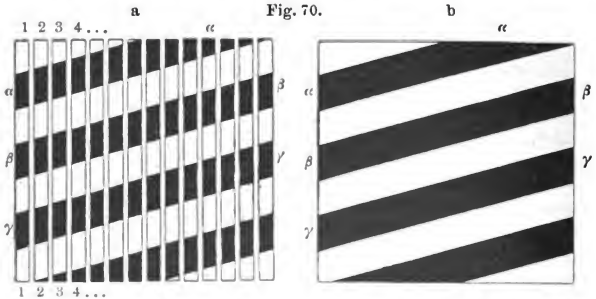 a Fig. 70. b
1 2 3 4 ... α α
α β α β
β γ β γ
γ γ
1 2 3 4 ...